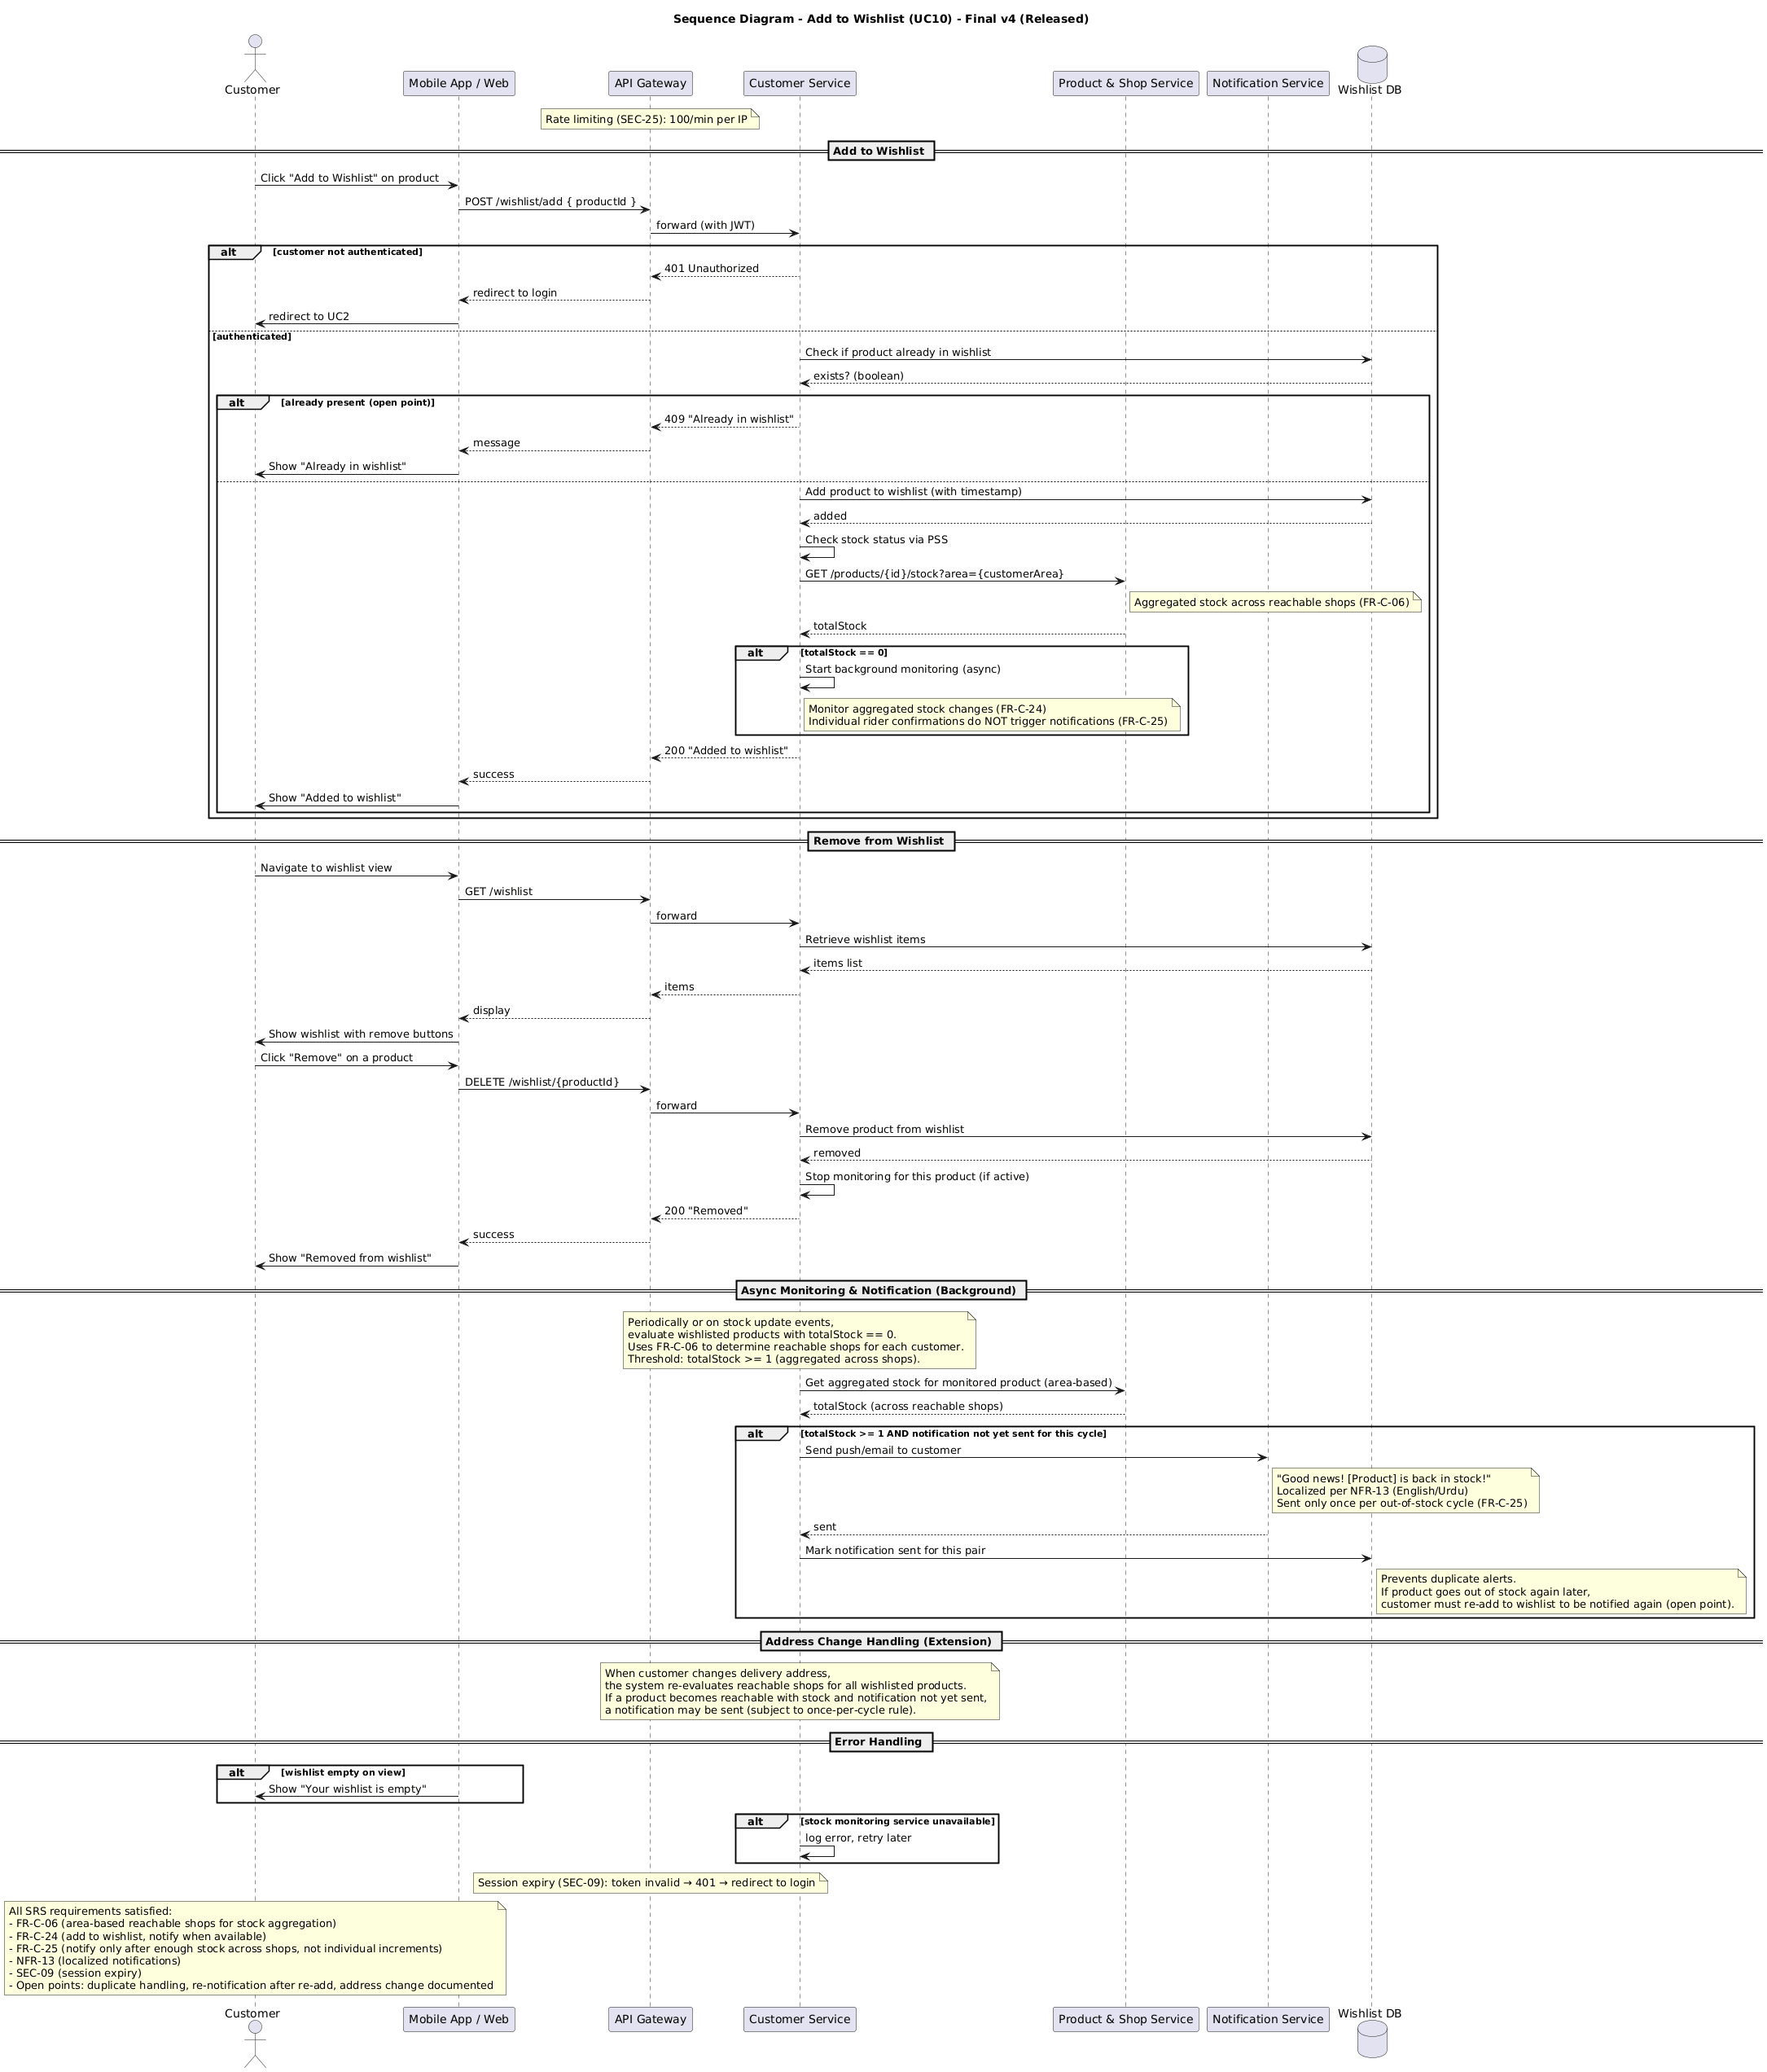 Sequence Diagram - Add to Wishlist (UC10) - Final v4 (Released)
Customer
Mobile App / Web
API Gateway
Customer Service
Product & Shop Service
Notification Service
Wishlist DB
Rate limiting (SEC-25): 100/min per IP
Add to Wishlist
Click "Add to Wishlist" on product
POST /wishlist/add { productId }
forward (with JWT)
alt
[customer not authenticated]
401 Unauthorized
redirect to login
redirect to UC2
[authenticated]
Check if product already in wishlist
exists? (boolean)
alt
[already present (open point)]
409 "Already in wishlist"
message
Show "Already in wishlist"
Add product to wishlist (with timestamp)
added
Check stock status via PSS
GET /products/{id}/stock?area={customerArea}
Aggregated stock across reachable shops (FR-C-06)
totalStock
alt
[totalStock == 0]
Start background monitoring (async)
Monitor aggregated stock changes (FR-C-24)
Individual rider confirmations do NOT trigger notifications (FR-C-25)
200 "Added to wishlist"
success
Show "Added to wishlist"
Remove from Wishlist
Navigate to wishlist view
GET /wishlist
forward
Retrieve wishlist items
items list
items
display
Show wishlist with remove buttons
Click "Remove" on a product
DELETE /wishlist/{productId}
forward
Remove product from wishlist
removed
Stop monitoring for this product (if active)
200 "Removed"
success
Show "Removed from wishlist"
Async Monitoring & Notification (Background)
Periodically or on stock update events,
evaluate wishlisted products with totalStock == 0.
Uses FR-C-06 to determine reachable shops for each customer.
Threshold: totalStock >= 1 (aggregated across shops).
Get aggregated stock for monitored product (area-based)
totalStock (across reachable shops)
alt
[totalStock >= 1 AND notification not yet sent for this cycle]
Send push/email to customer
"Good news! [Product] is back in stock!"
Localized per NFR-13 (English/Urdu)
Sent only once per out-of-stock cycle (FR-C-25)
sent
Mark notification sent for this pair
Prevents duplicate alerts.
If product goes out of stock again later,
customer must re-add to wishlist to be notified again (open point).
Address Change Handling (Extension)
When customer changes delivery address,
the system re-evaluates reachable shops for all wishlisted products.
If a product becomes reachable with stock and notification not yet sent,
a notification may be sent (subject to once-per-cycle rule).
Error Handling
alt
[wishlist empty on view]
Show "Your wishlist is empty"
alt
[stock monitoring service unavailable]
log error, retry later
Session expiry (SEC-09): token invalid → 401 → redirect to login
All SRS requirements satisfied:
- FR-C-06 (area-based reachable shops for stock aggregation)
- FR-C-24 (add to wishlist, notify when available)
- FR-C-25 (notify only after enough stock across shops, not individual increments)
- NFR-13 (localized notifications)
- SEC-09 (session expiry)
- Open points: duplicate handling, re-notification after re-add, address change documented
Customer
Mobile App / Web
API Gateway
Customer Service
Product & Shop Service
Notification Service
Wishlist DB